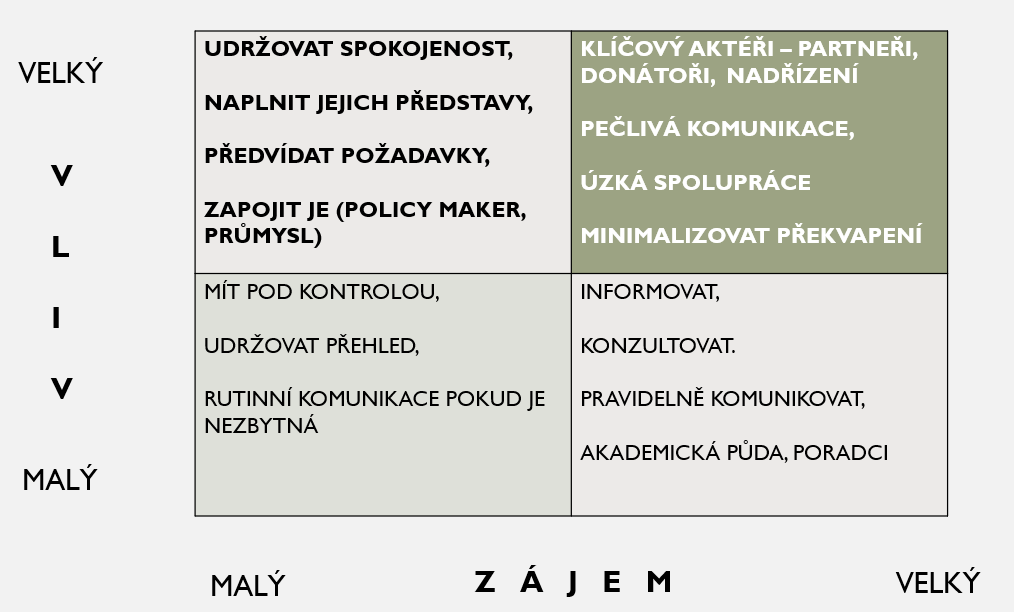 VELKÝ
V
L
I
V
MALÝ
UDRŽOVAT SPOKOJENOST,
NAPLNIT JEJICH PŘEDSTAVY,
PŘEDVÍDAT POŽADAVKY,
ZAPOJIT JE (POLICY MAKER,
PRŮMYSL)
KLÍČOVÝ AKTÉŘI – PARTNEŘI,
DONÁTOŘI, NADŘÍZENÍ
PEČLIVÁ KOMUNIKACE,
ÚZKÁ SPOLUPRÁCE
MINIMALIZOVAT PŘEKVAPENÍ
MÍT POD KONTROLOU,
UDRŽOVAT PŘEHLED,
RUTINNÍ KOMUNIKACE POKUD JE
NEZBYTNÁ
INFORMOVAT,
KONZULTOVAT.
PRAVIDELNĚ KOMUNIKOVAT,
AKADEMICKÁ PŮDA, PORADCI
MALÝ
Z Á J E M
VELKÝ